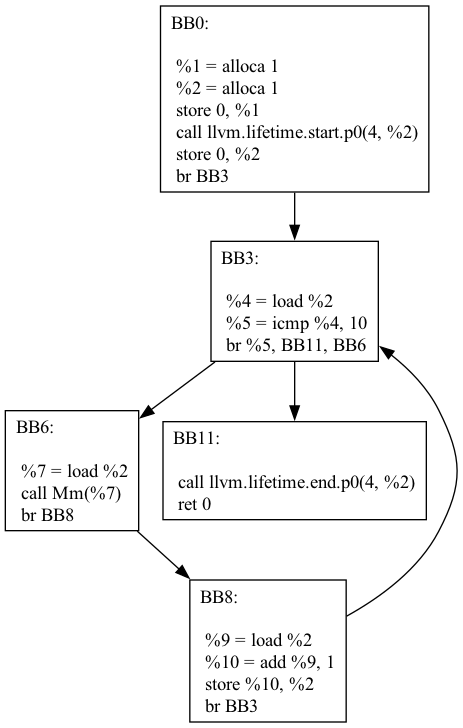 BB0:
%1 = alloca 1
%2 = alloca 1
store 0, %1
call llvm.lifetime.start.p0(4, %2)
store 0, %2
br BB3
BB3:
%4 = load %2
%5 = icmp %4, 10
br %5, BB11, BB6
BB6:
%7 = load %2
call Mm(%7)
br BB8
BB11:
call llvm.lifetime.end.p0(4, %2)
ret 0
BB8:
%9 = load %2
%10 = add %9, 1
store %10, %2
br BB3